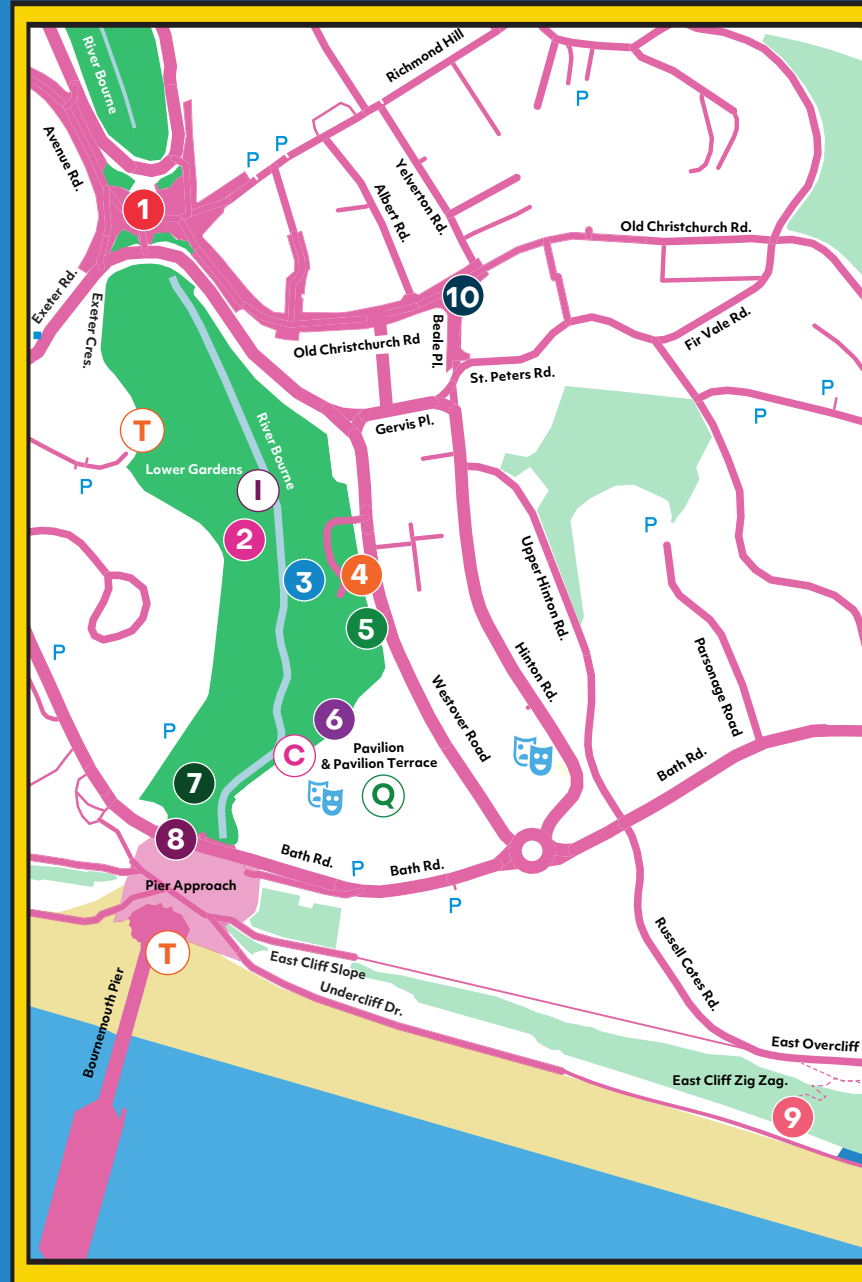 River Bourne
Richmond Hill
P
Avenue Rd.
P
P
Yelverton Rd.
Albert Rd.
1
Old Christchurch Rd.
Exeter Rd.
Exeter Cres.
10
Beale Pl.
Old Christchurch Rd
Fir Vale Rd.
St. Peters Rd.
P
P
T
Gervis Pl.
River Bourne
Lower Gardens
P
I
P
2
Upper Hinton Rd.
3
4
5
P
Hinton Rd.
Parsonage Road
Westover Road
6
P
C
Pavilion
& Pavilion Terrace
Bath Rd.
7
Q
8
Bath Rd.
P
Bath Rd.
Pier Approach
P
T
East Cliff Slope
Undercliff Dr.
Russell Cotes Rd.
Bournemouth Pier
East Overcliff
East Cliff Zig Zag.
9